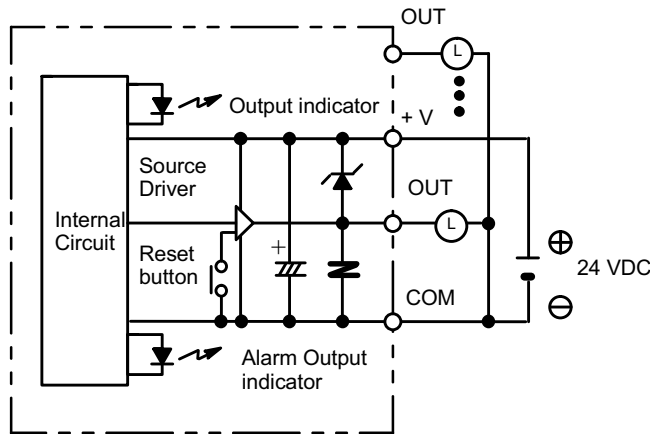 OUT
L
Output indicator
+ V
Source
Driver
OUT
Internal
Circuit
L
+
Reset
button
24 VDC
COM
Alarm Output
indicator